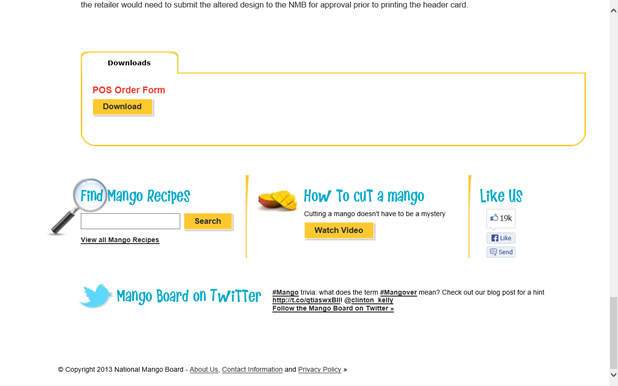 the retailer would need to submit the altered design to the NMB for approval prior to printing the header card.
Downloads
POS Order Form
Download
Find Mango Recipes
Search
View all Mango Recipes
How To cuT a mango
Cutting a mango doesn't have to be a mystery
Watch Video
Like Us
19k
Like
Send
Mango Board on TwiTTer
#Mango trivia: what does the term #Mangover mean? Check out our blog post for a hint
@clinton_kelly
Follow the Mango Board on Twitter »
© Copyright 2013 National Mango Board - About Us, Contact Information and Privacy Policy »